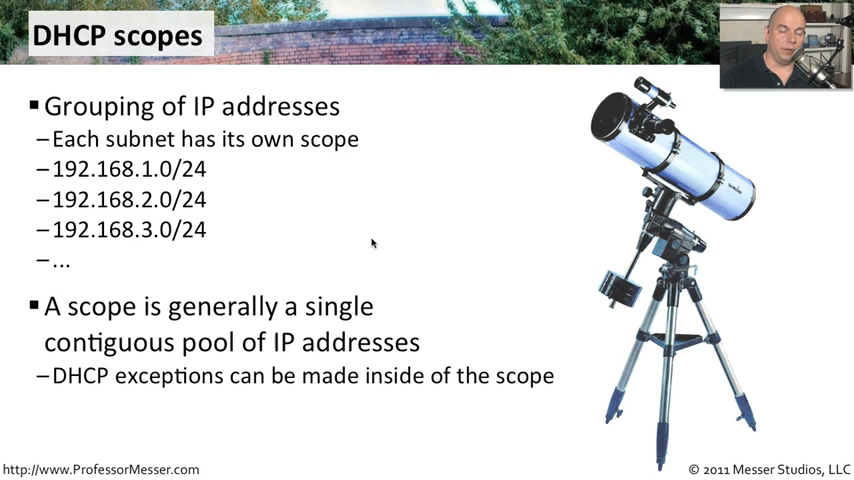 DHCP scopes
▪ Grouping of IP addresses
– Each subnet has its own scope
– 192.168.1.0/24
– 192.168.2.0/24
– 192.168.3.0/24
– ...
▪ A scope is generally a single
contiguous pool of IP addresses
– DHCP exceptions can be made inside of the scope
http://www.ProfessorMesser.com
© 2011 Messer Studios, LLC